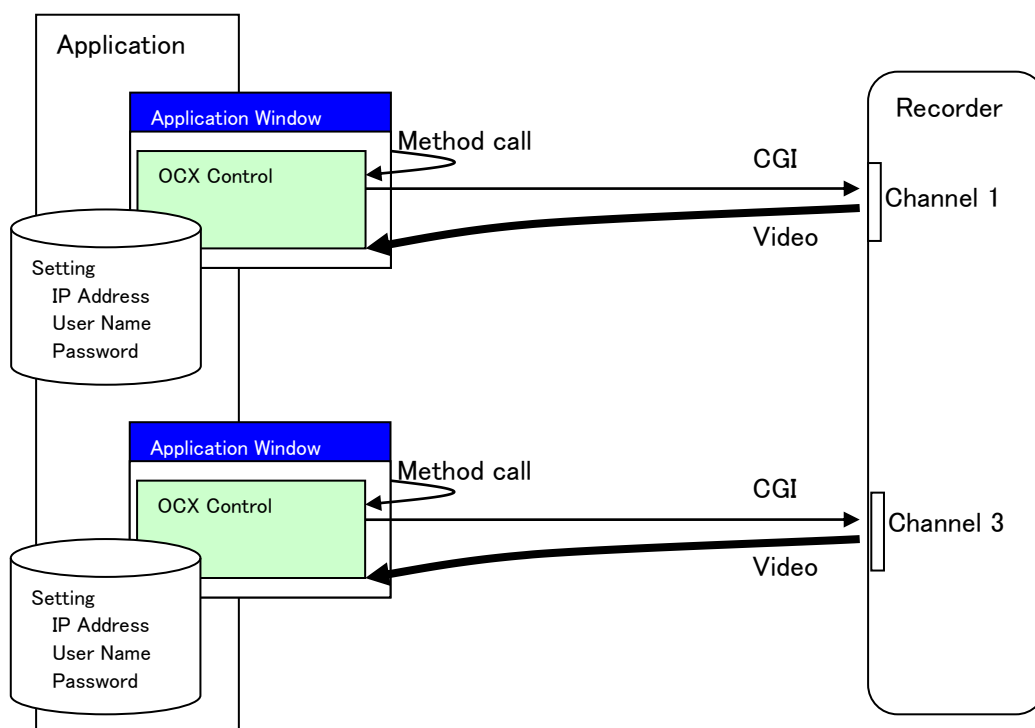 Application
Recorder
Application Window
Method call
OCX Control
CGI
Channel 1
Video
Setting
IP Address
User Name
Password
Application Window
Method call
OCX Control
CGI
Channel 3
Video
Setting
IP Address
User Name
Password